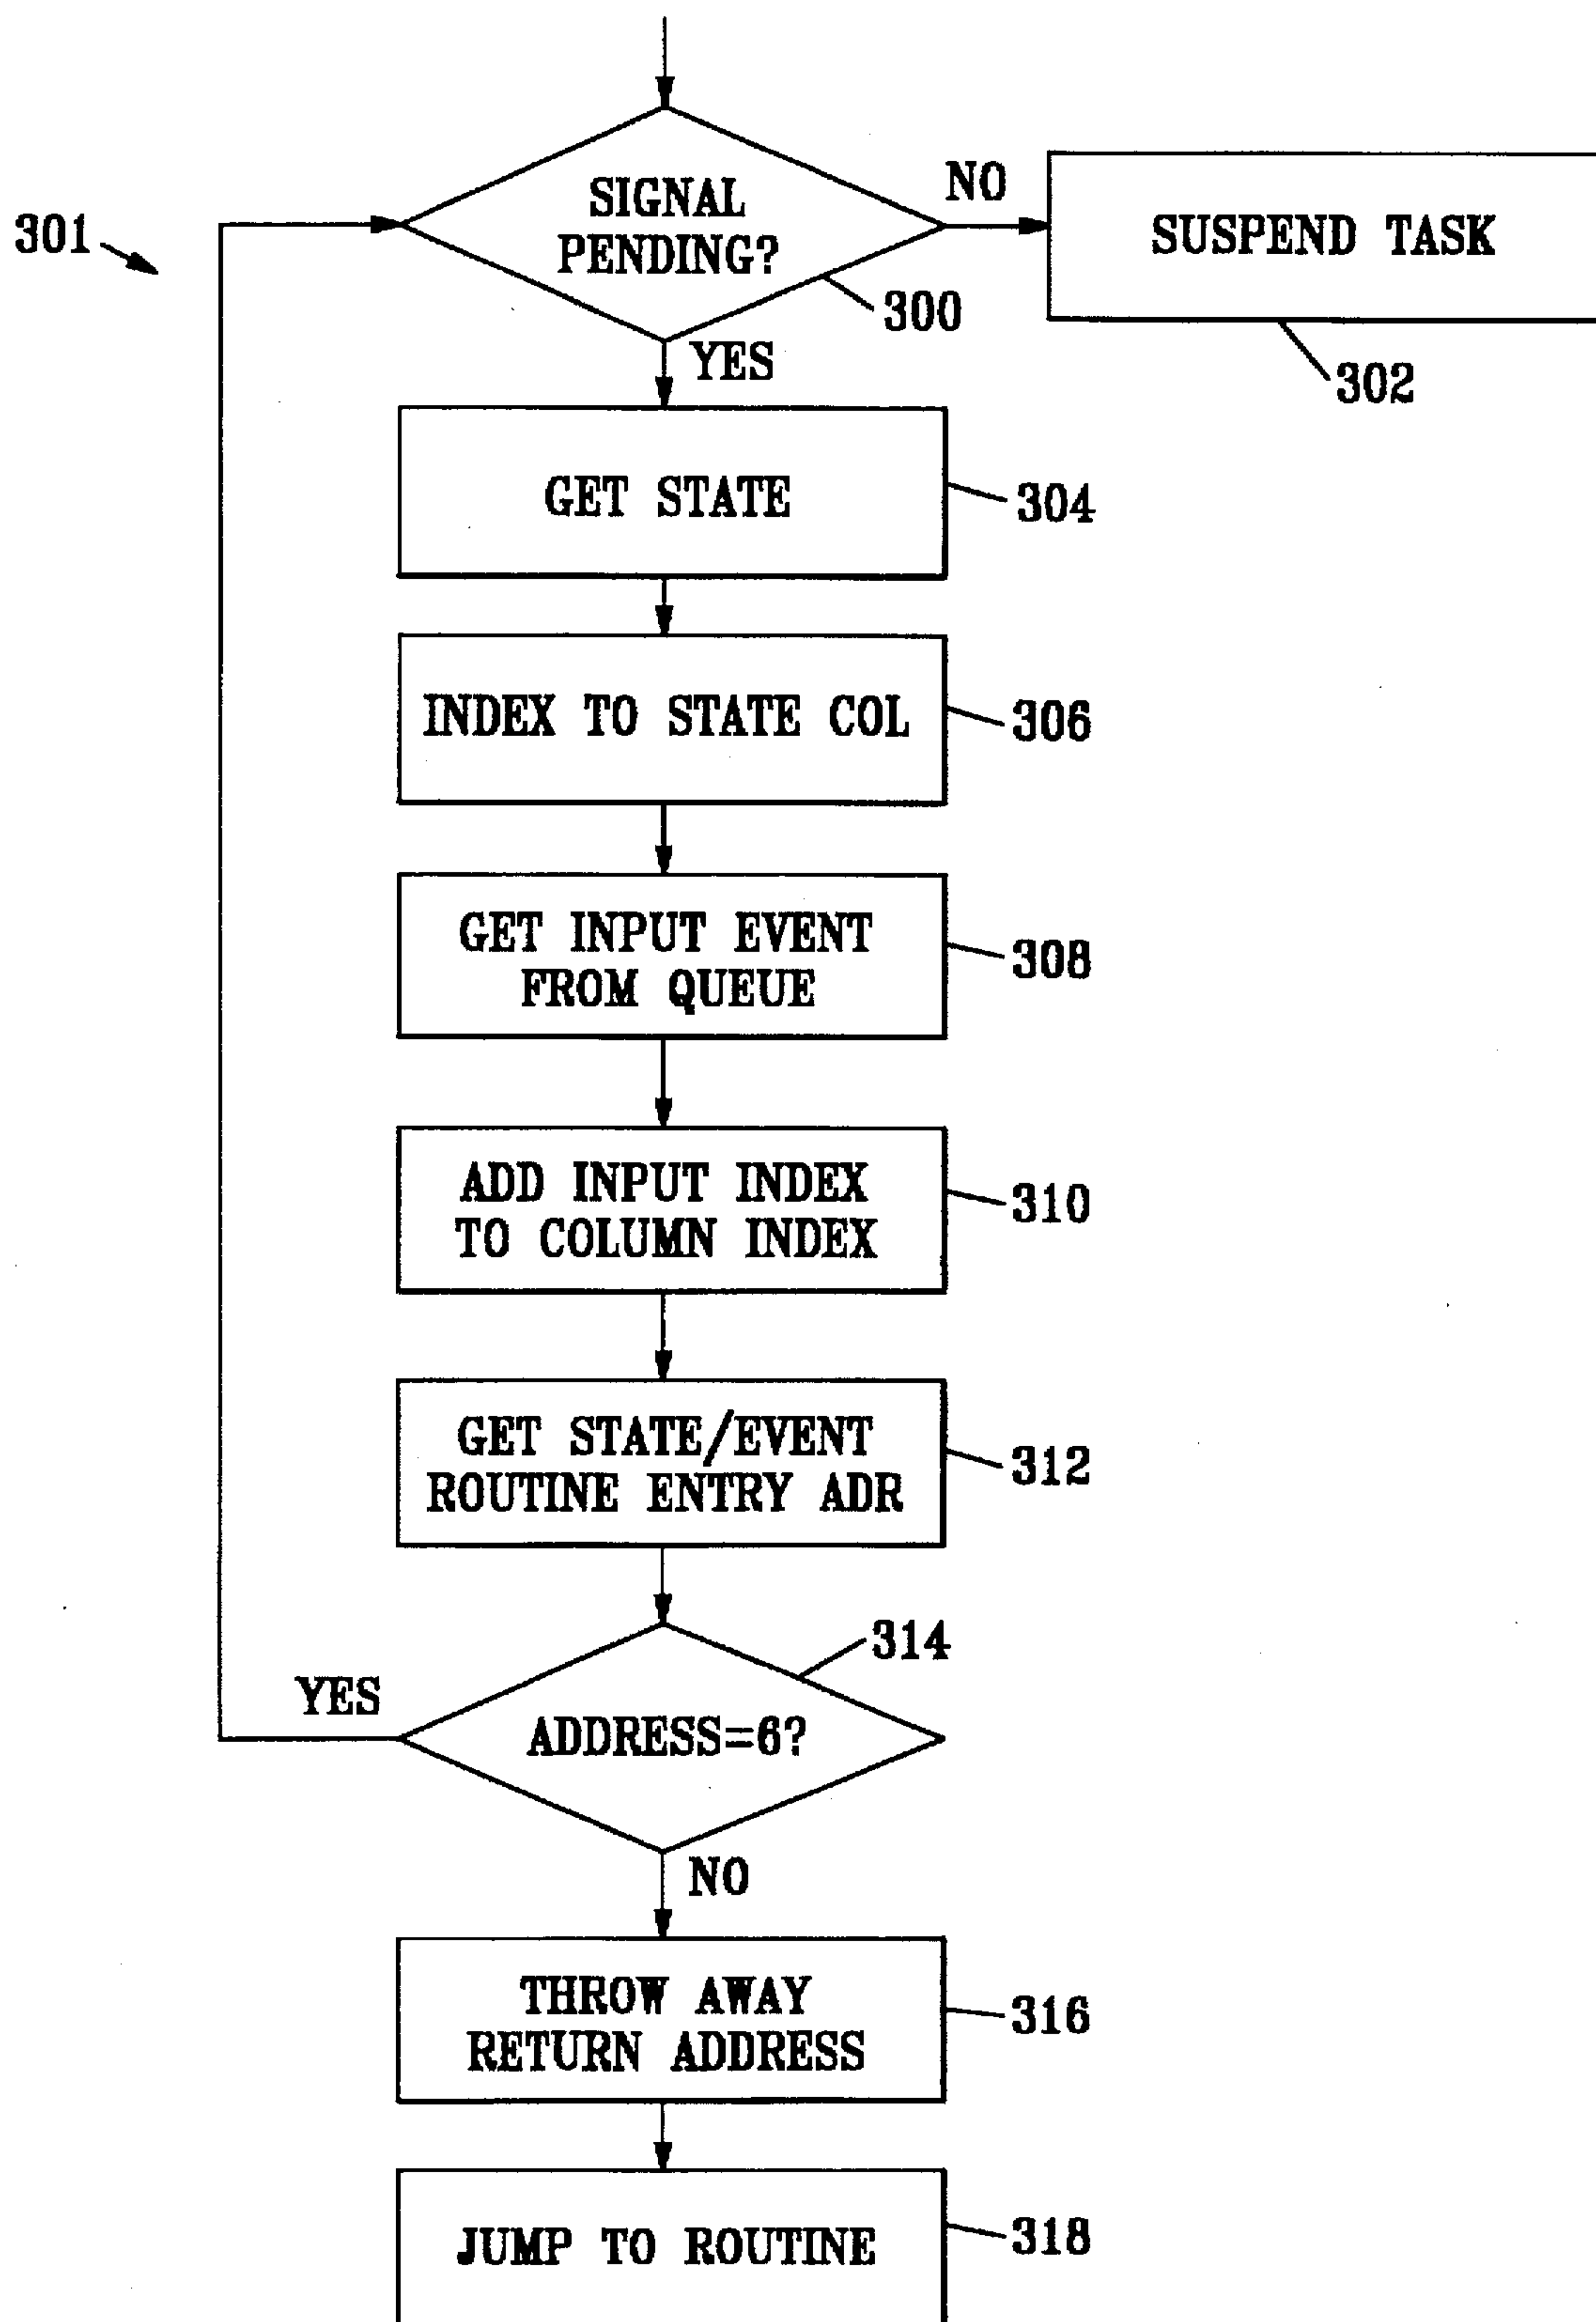 301
SIGNAL
PENDING?
NO
SUSPEND TASK
300
302
YES
GET STATE
304
INDEX TO STATE COL
306
GET INPUT EVENT
FROM QUEUE
308
ADD INPUT INDEX
TO COLUMN INDEX
310
GET STATE/EVENT
ROUTINE ENTRY ADR
312
314
YES
ADDRESS=6?
NO
THROW AWAY
RETURN ADDRESS
316
JUMP TO ROUTINE
318